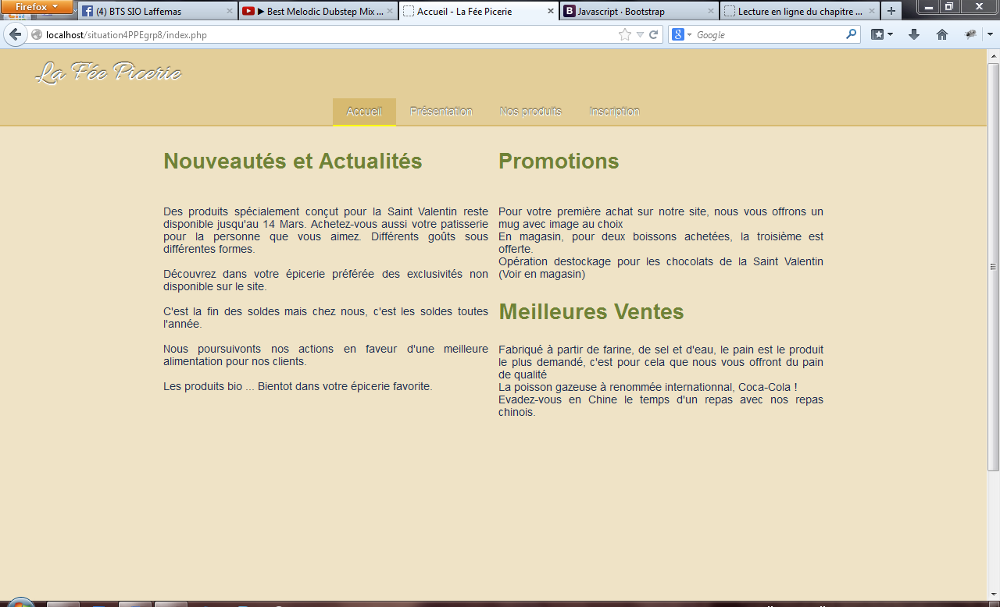 Firefox
(4) BTS SIO Laffemas
▶ Best Melodic Dubstep Mix ...
Accueil - La Fée Picerie
Javascript · Bootstrap
Lecture en ligne du chapitre ...
localhost/situation4PPEgrp8/index.php
Google
La Fée Picerie
Accueil
Présentation
Nos produits
Inscription
Nouveautés et Actualités
Des produits spécialement conçut pour la Saint Valentin reste
disponible jusqu'au 14 Mars. Achetez-vous aussi votre patisserie
pour la personne que vous aimez. Différents goûts sous
différentes formes.
Découvrez dans votre épicerie préférée des exclusivités non
disponible sur le site.
C'est la fin des soldes mais chez nous, c'est les soldes toutes
l'année.
Nous poursuivonts nos actions en faveur d'une meilleure
alimentation pour nos clients.
Les produits bio ... Bientot dans votre épicerie favorite.
Promotions
Pour votre première achat sur notre site, nous vous offrons un
mug avec image au choix
En magasin, pour deux boissons achetées, la troisième est
offerte.
Opération destockage pour les chocolats de la Saint Valentin
(Voir en magasin)
Meilleures Ventes
Fabriqué à partir de farine, de sel et d'eau, le pain est le produit
le plus demandé, c'est pour cela que nous vous offront du pain
de qualité
La poisson gazeuse à renommée internationnal, Coca-Cola !
Evadez-vous en Chine le temps d'un repas avec nos repas
chinois.